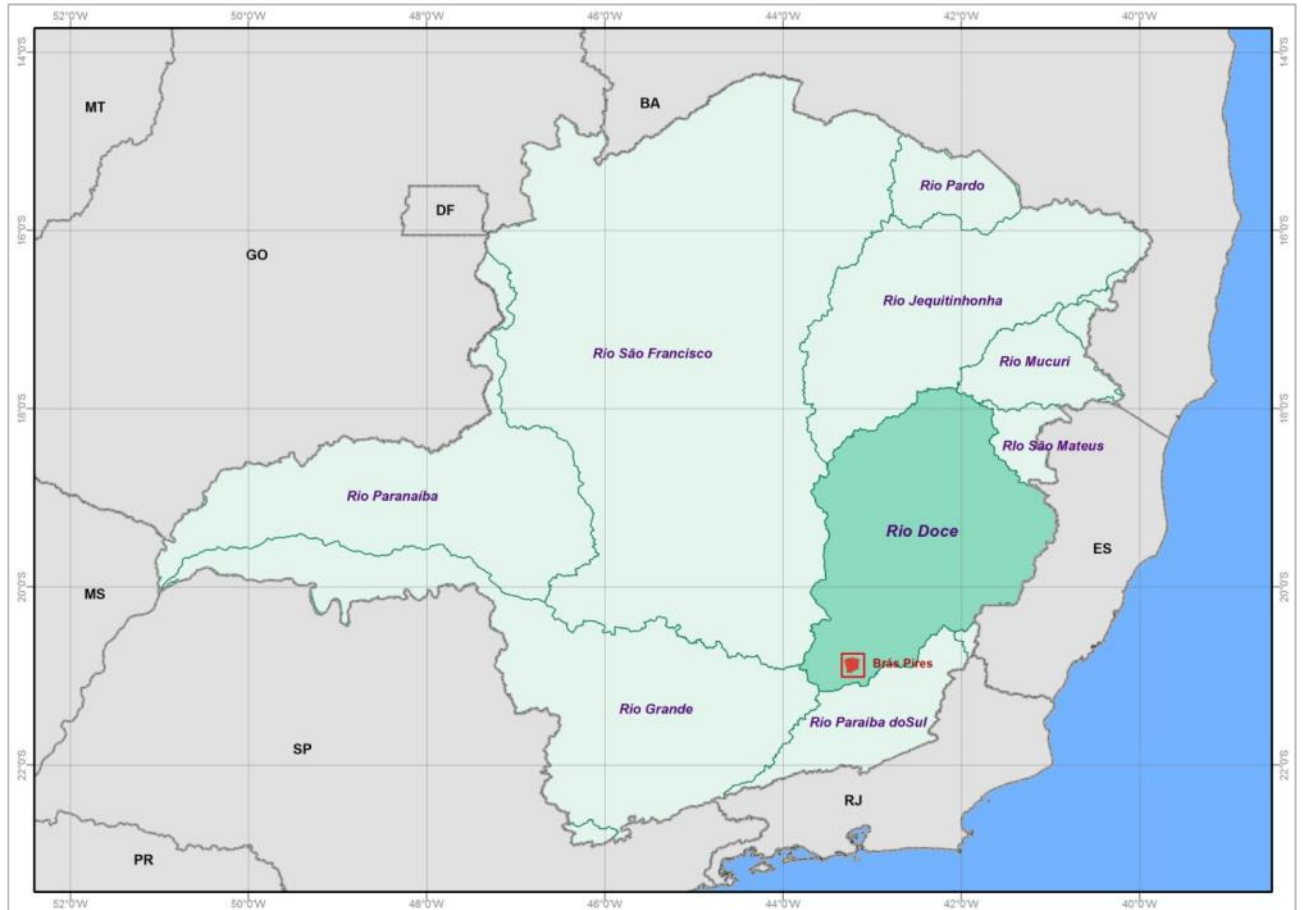 52°0'W 50°0'W 48°0'W 46°0'W 44°0'W 42°0'W 40°0'W
14°0'S 14°0'S
MT
BA
Rio Pardo
DF
16°0'S 16°0'S
GO
Rio Jequitinhonha
Rio São Francisco
Rio Mucuri
18°0'S 18°0'S
RIo São Mateus
Rio Paranaíba
Rio Doce
ES
MS
20°0'S 20°0'S
Brás Pires
Rio Grande
Rio Paraíba doSul
SP
22°0'S 22°0'S
RJ
PR
52°0'W 50°0'W 48°0'W 46°0'W 44°0'W 42°0'W 40°0'W